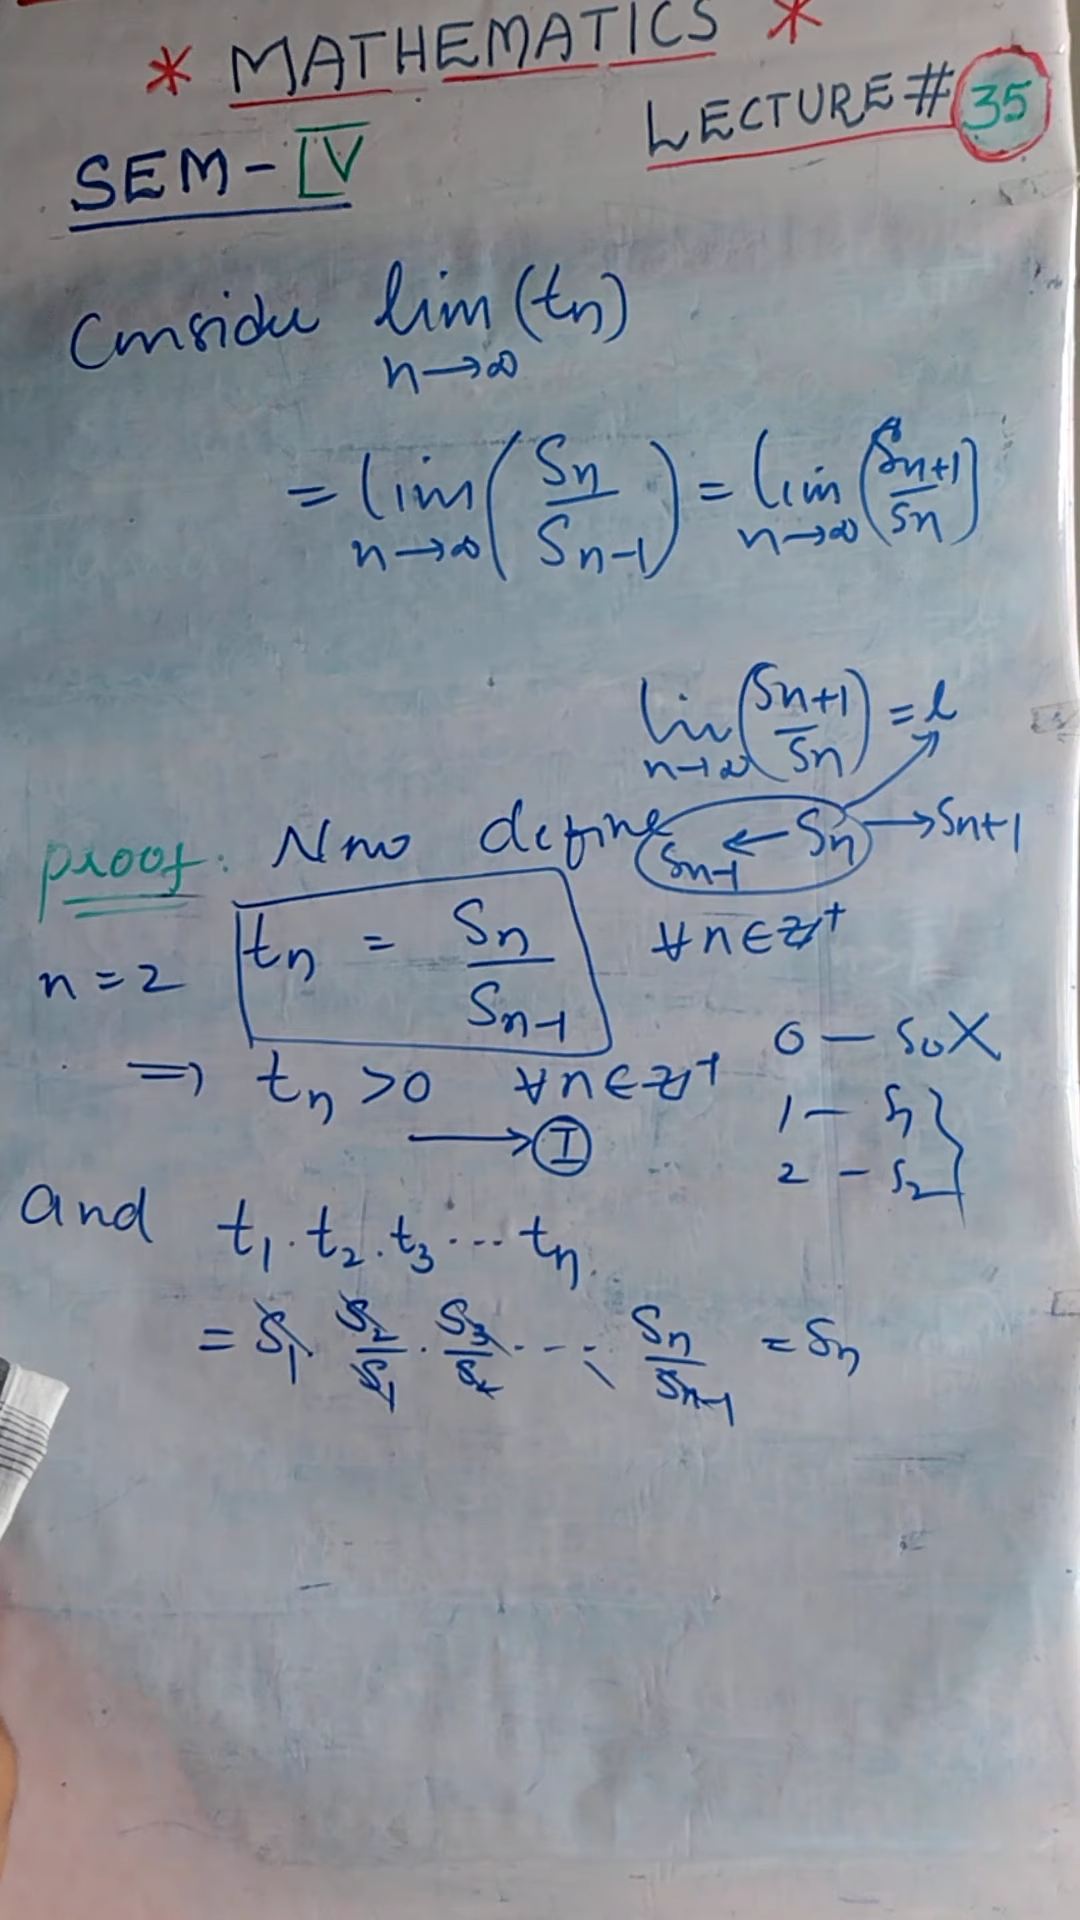 * MATHEMATICS *
LECTURE # 35
SEM-IV
Consider lim (tn)
n→∞
= lim n→∞ (Sn / Sn-1) = lim n→∞ (Sn+1 / Sn)
lim n→∞ (Sn+1 / Sn) = l
proof: Now define Sn-1 ← Sn → Sn+1
n = 2 tn = Sn / Sn-1 ∀n∈Z+
0 — S0 X
⇒ tn > 0 ∀n∈Z+
1 — S1
→ I
2 — S2
and t1 . t2 . t3 ... tn
= S1 . S2/S1 . S3/S2 . ... Sn/Sn-1 = Sn